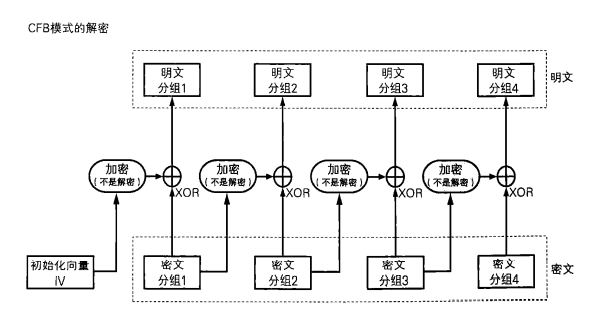 CFB模式的解密
明文
分组1
明文
分组2
明文
分组3
明文
分组4
明文
加密
(不是解密)
XOR
加密
(不是解密)
XOR
加密
(不是解密)
XOR
加密
(不是解密)
XOR
初始化向量
IV
密文
分组1
密文
分组2
密文
分组3
密文
分组4
密文